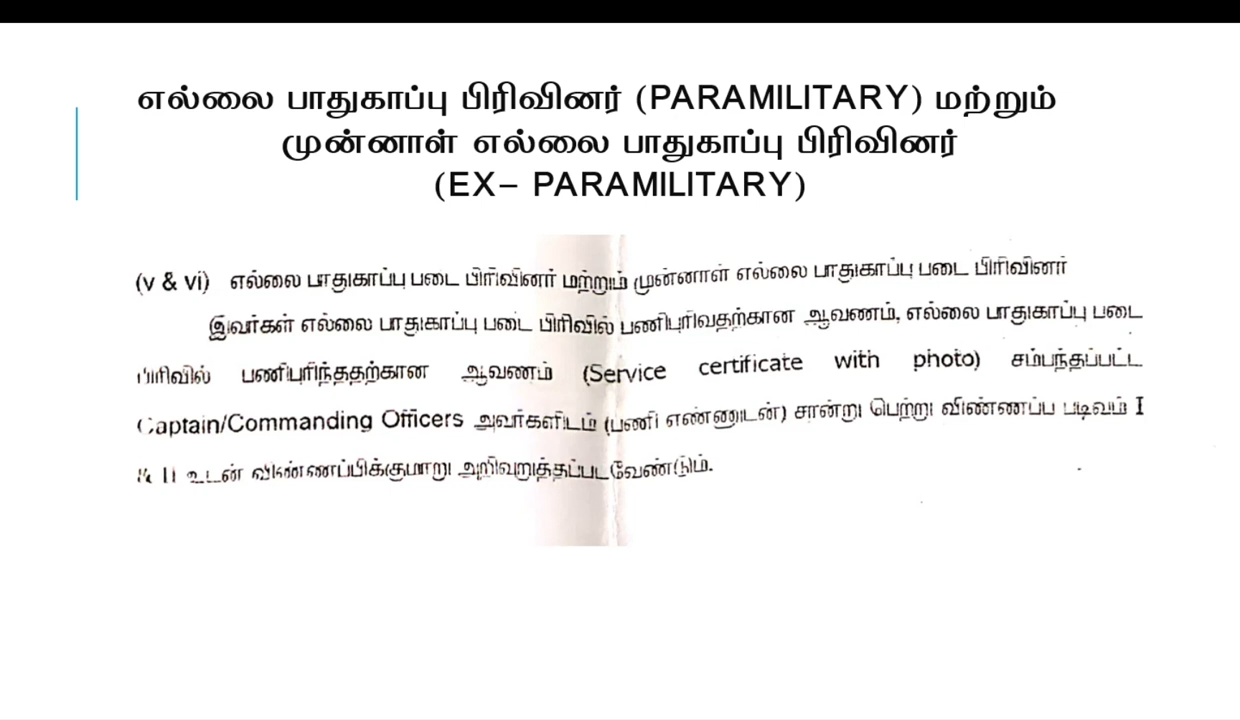 எல்லை பாதுகாப்பு பிரிவினர் (PARAMILITARY) மற்றும்
முன்னாள் எல்லை பாதுகாப்பு பிரிவினர்
(EX– PARAMILITARY)
(v & vi) எல்லை பாதுகாப்பு படை பிரிவினர் மற்றும் முன்னாள் எல்லை பாதுகாப்பு படை பிரிவினர்
இவர்கள் எல்லை பாதுகாப்பு படை பிரிவில் பணிபுரிவதற்கான ஆவணம், எல்லை பாதுகாப்பு படை
பிரிவில் பணிபுரிந்ததற்கான ஆவணம் (Service certificate with photo) சம்பந்தப்பட்ட
Captain/Commanding Officers அவர்களிடம் (பணி எண்ணுடன்) சான்று பெற்று விண்ணப்ப படிவம் I
& II உடன் விண்ணப்பிக்குமாறு அறிவுறுத்தப்படவேண்டும்.